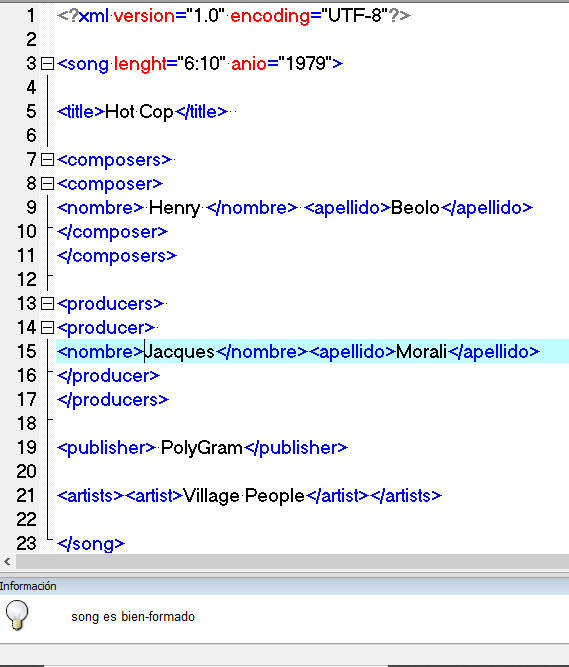 1 <?xml version="1.0" encoding="UTF-8"?>
2
3 <song lenght="6:10" anio="1979">
4
5 <title>Hot Cop</title>
6
7 <composers>
8 <composer>
9 <nombre> Henry </nombre> <apellido>Beolo</apellido>
10 </composer>
11 </composers>
12
13 <producers>
14 <producer>
15 <nombre>Jacques</nombre><apellido>Morali</apellido>
16 </producer>
17 </producers>
18
19 <publisher> PolyGram</publisher>
20
21 <artists><artist>Village People</artist></artists>
22
23 </song>
Información
song es bien-formado